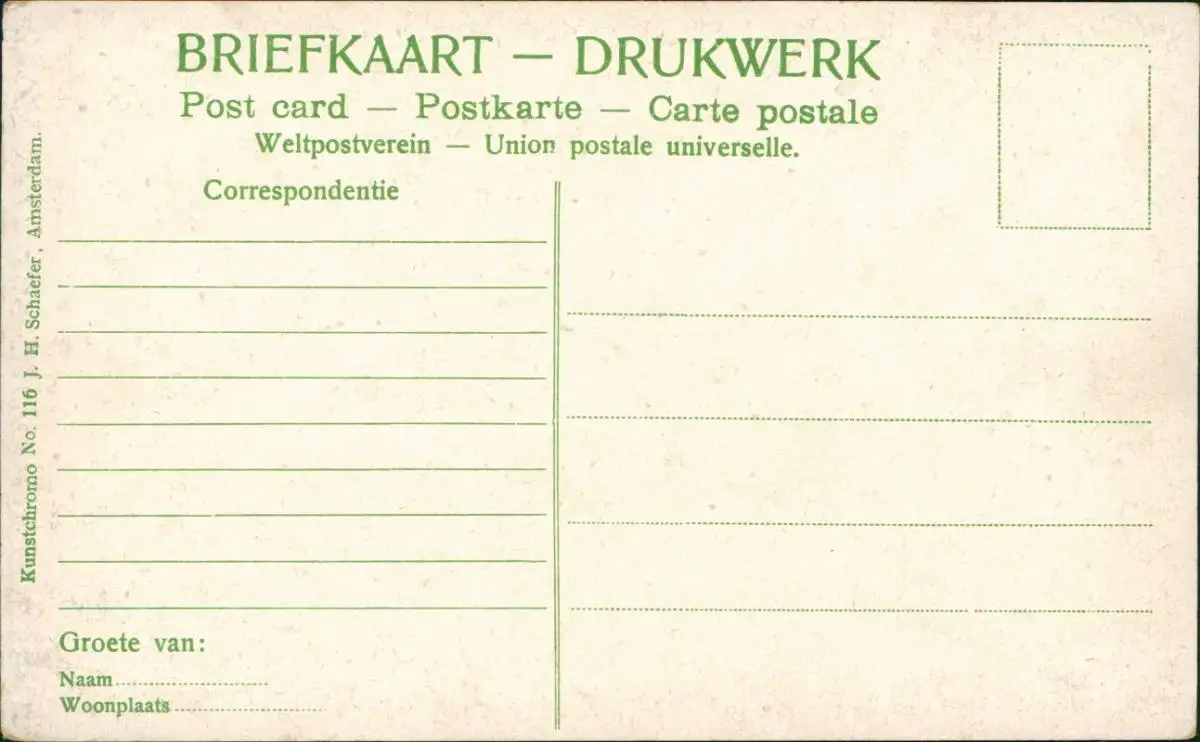 BRIEFKAART — DRUKWERK
Post card — Postkarte — Carte postale
Weltpostverein — Union postale universelle.
Correspondentie
Kunstchromo No. 116 J. H. Schaefer, Amsterdam.
Groete van:
Naam
Woonplaats